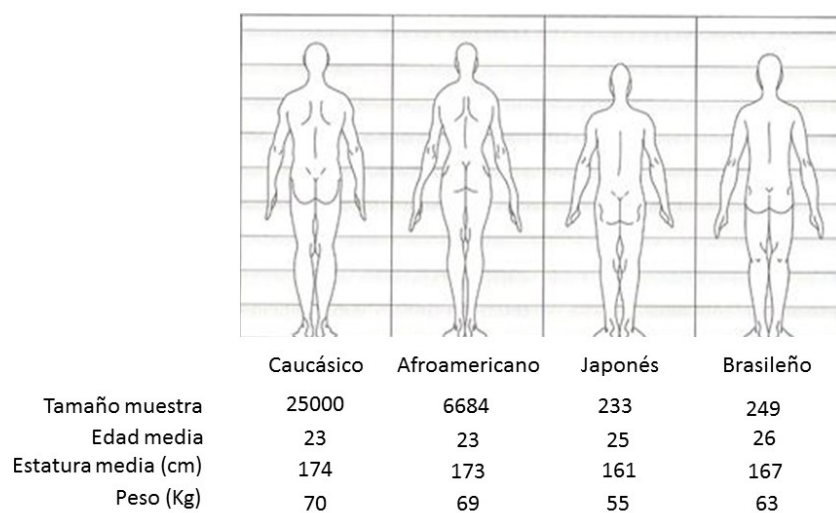 Caucásico Afroamericano Japonés Brasileño
Tamaño muestra 25000 6684 233 249
Edad media 23 23 25 26
Estatura media (cm) 174 173 161 167
Peso (Kg) 70 69 55 63